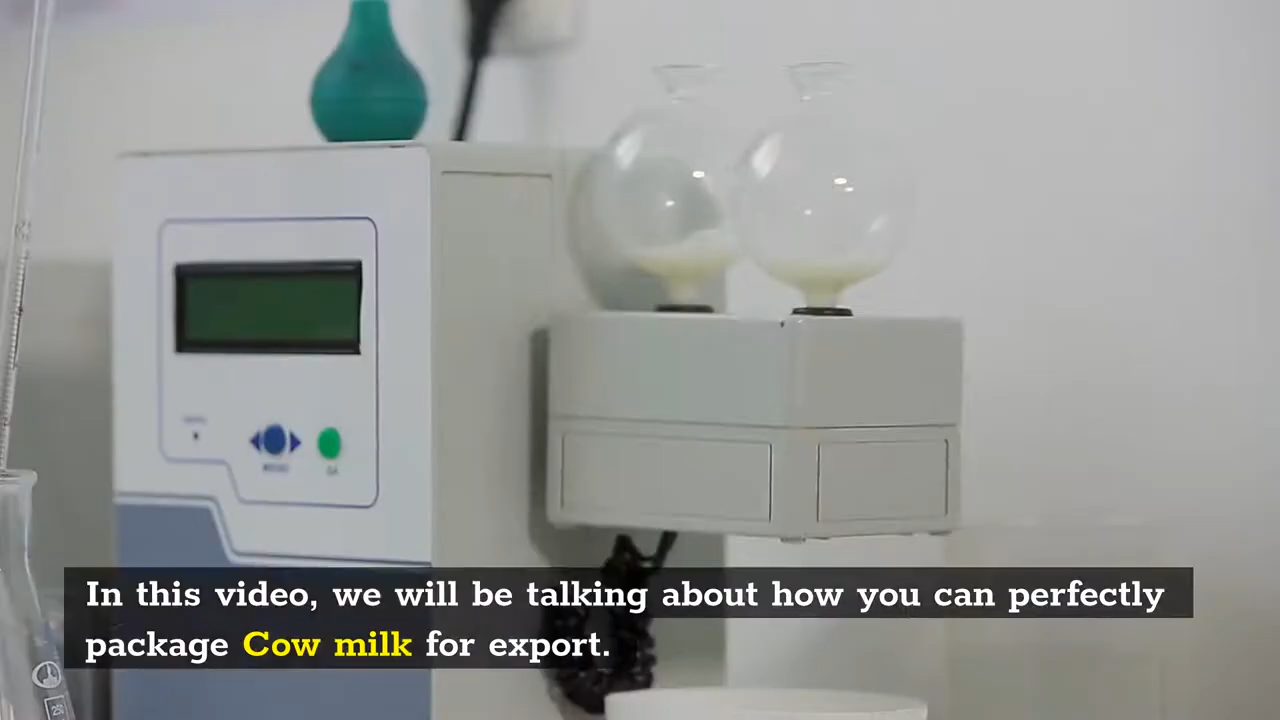 In this video, we will be talking about how you can perfectly
package Cow milk for export.